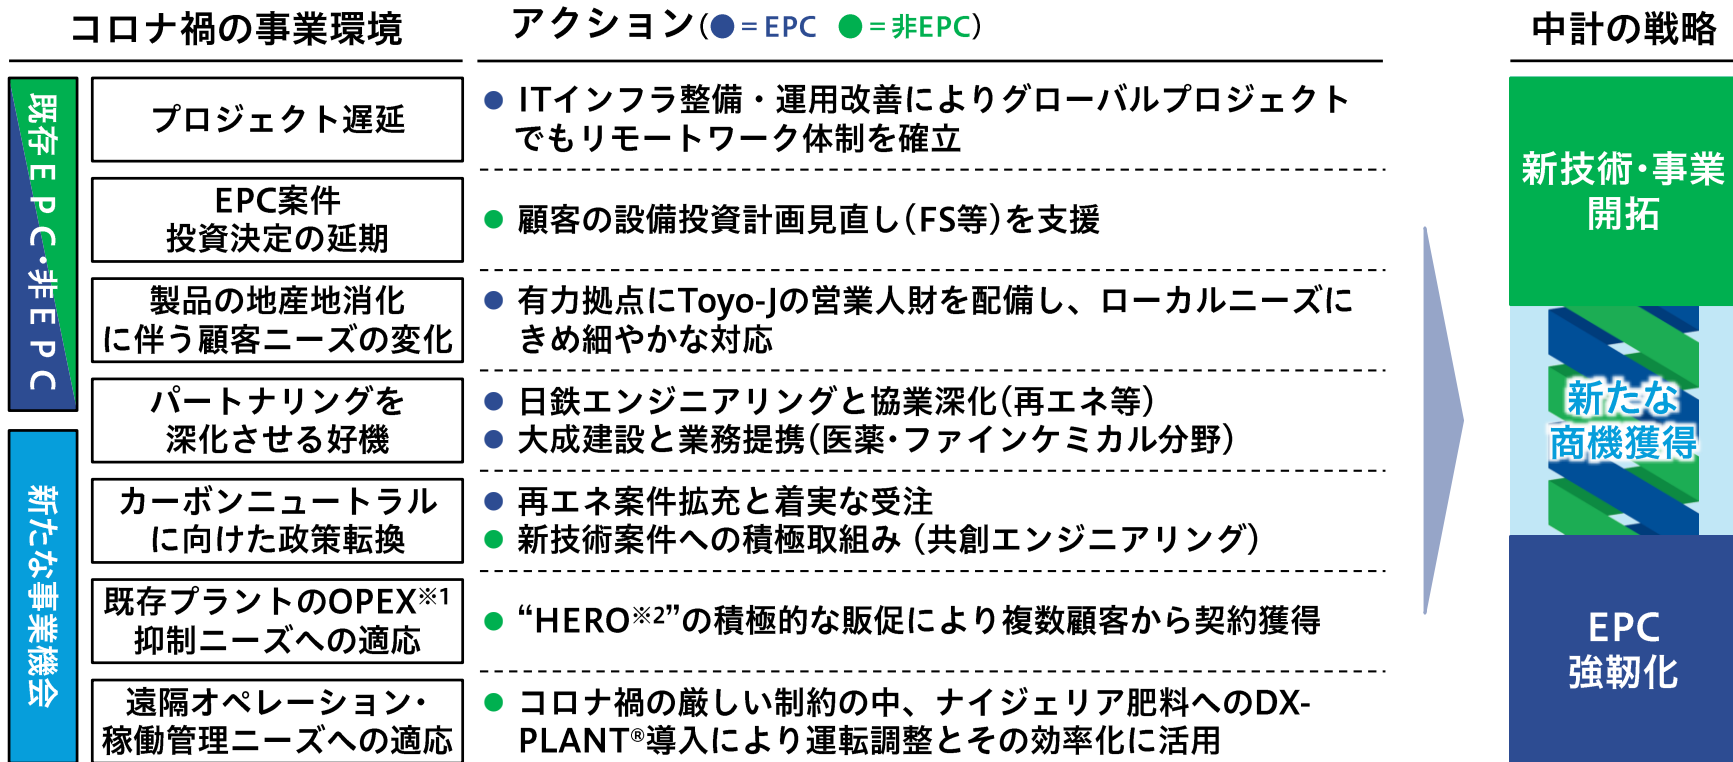 コロナ禍の事業環境
アクション(●=EPC ●=非EPC)
中計の戦略
既存EPC・非EPC
プロジェクト遅延
● ITインフラ整備・運用改善によりグローバルプロジェクト
でもリモートワーク体制を確立
EPC案件
投資決定の延期
● 顧客の設備投資計画見直し(FS等)を支援
製品の地産地消化
に伴う顧客ニーズの変化
● 有力拠点にToyo-Jの営業人財を配備し、ローカルニーズに
きめ細やかな対応
パートナリングを
深化させる好機
● 日鉄エンジニアリングと協業深化(再エネ等)
● 大成建設と業務提携(医薬・ファインケミカル分野)
新たな事業機会
カーボンニュートラル
に向けた政策転換
● 再エネ案件拡充と着実な受注
● 新技術案件への積極取組み(共創エンジニアリング)
既存プラントのOPEX※1
抑制ニーズへの適応
● “HERO※2”の積極的な販促により複数顧客から契約獲得
遠隔オペレーション・
稼働管理ニーズへの適応
● コロナ禍の厳しい制約の中、ナイジェリア肥料へのDX-
PLANT®導入により運転調整とその効率化に活用
新技術・事業
開拓
新たな
商機獲得
EPC
強靭化